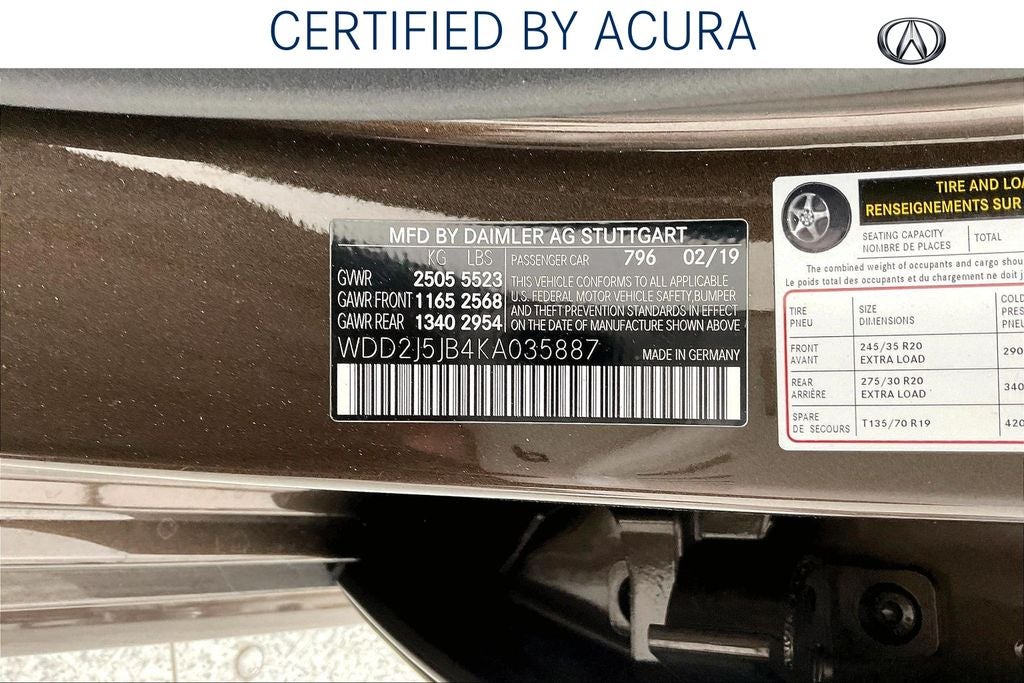 CERTIFIED BY ACURA
MFD BY DAIMLER AG STUTTGART
KG LBS
GVWR 2505 5523
GAWR FRONT 1165 2568
GAWR REAR 1340 2954
PASSENGER CAR 796 02/19
THIS VEHICLE CONFORMS TO ALL APPLICABLE
U.S. FEDERAL MOTOR VEHICLE SAFETY, BUMPER
AND THEFT PREVENTION STANDARDS IN EFFECT
ON THE DATE OF MANUFACTURE SHOWN ABOVE
WDD2J5JB4KA035887 MADE IN GERMANY
TIRE AND LOA
RENSEIGNEMENTS SUR
SEATING CAPACITY
NOMBRE DE PLACES
TOTAL
The combined weight of occupants and cargo shou
Le poids total des occupants et du chargement ne doit j
TIRE
PNEU
SIZE
DIMENSIONS
COLD
PRES
PNEU
FRONT
AVANT
245/35 R20
EXTRA LOAD
290
REAR
ARRIÈRE
275/30 R20
EXTRA LOAD
340
SPARE
DE SECOURS
T135/70 R19
420